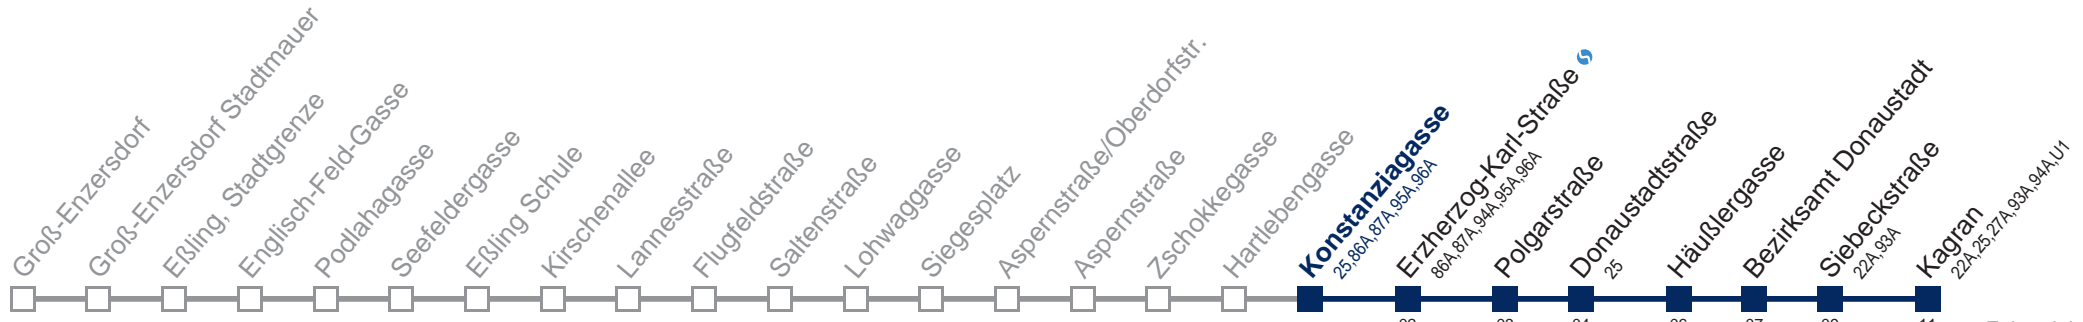 Groß-Enzersdorf
Groß-Enzersdorf Stadtmauer
Eßling, Stadtgrenze
Englisch-Feld-Gasse
Podlahagasse
Seefeldergasse
Eßling Schule
Kirschenallee
Lannesstraße
Flugfeldstraße
Saltenstraße
Lohwaggasse
Siegesplatz
Aspernstraße/Oberdorfstr.
Aspernstraße
Zschokkegasse
Hartlebengasse
Konstanziagasse
25,86A,87A,95A,96A
Erzherzog-Karl-Straße
86A,87A,94A,95A,96A
Polgarstraße
Donaustadtstraße
25
Häußlergasse
Bezirksamt Donaustadt
Siebeckstraße
22A,93A
Kagran
22A,25,27A,93A,94A,U1